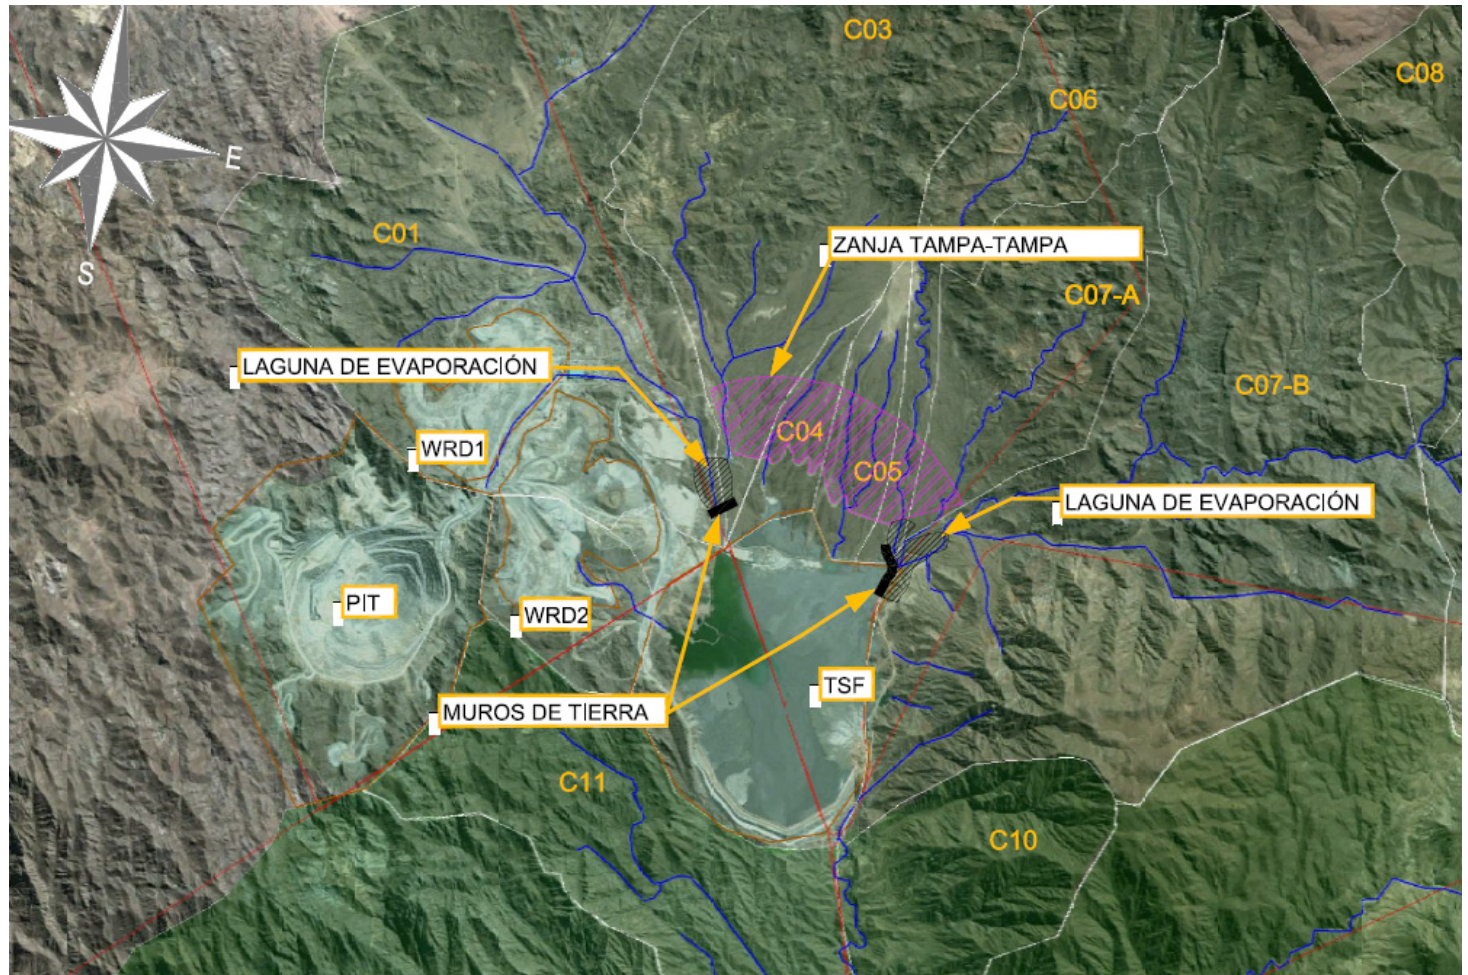 C03
C08
C06
E
C01
ZANJA TAMPA-TAMPA
S
C07-A
LAGUNA DE EVAPORACIÓN
C07-B
C04
WRD1
C05
LAGUNA DE EVAPORACIÓN
PIT
WRD2
TSF
MUROS DE TIERRA
C11
C10